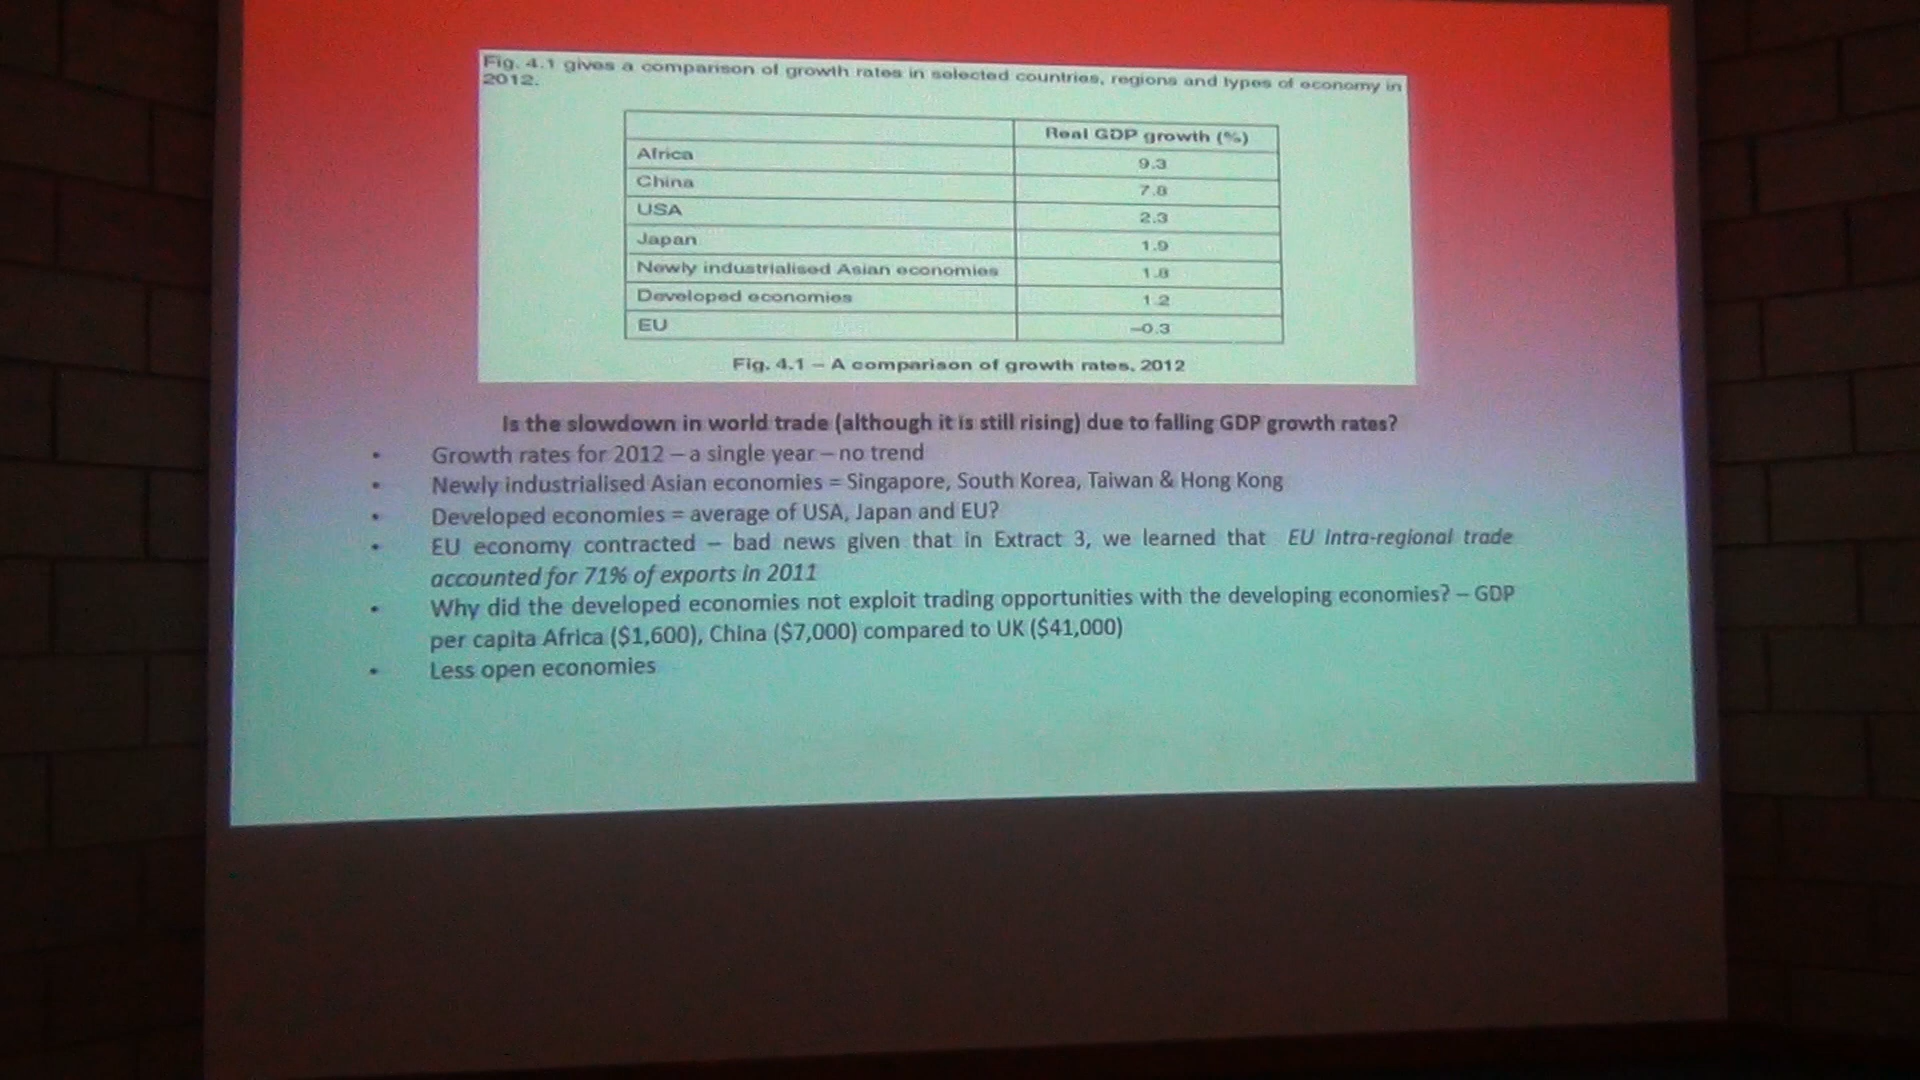 Fig. 4.1 gives a comparison of growth rates in selected countries, regions and types of economy in
2012.
Real GDP growth (%)
Africa 9.3
China 7.8
USA 2.3
Japan 1.9
Newly industrialised Asian economies 1.8
Developed economies 1.2
EU –0.3
Fig. 4.1 – A comparison of growth rates, 2012
Is the slowdown in world trade (although it is still rising) due to falling GDP growth rates?
• Growth rates for 2012 – a single year – no trend
• Newly industrialised Asian economies = Singapore, South Korea, Taiwan & Hong Kong
• Developed economies = average of USA, Japan and EU?
• EU economy contracted – bad news given that in Extract 3, we learned that EU intra-regional trade
accounted for 71% of exports in 2011
• Why did the developed economies not exploit trading opportunities with the developing economies? – GDP
per capita Africa ($1,600), China ($7,000) compared to UK ($41,000)
• Less open economies